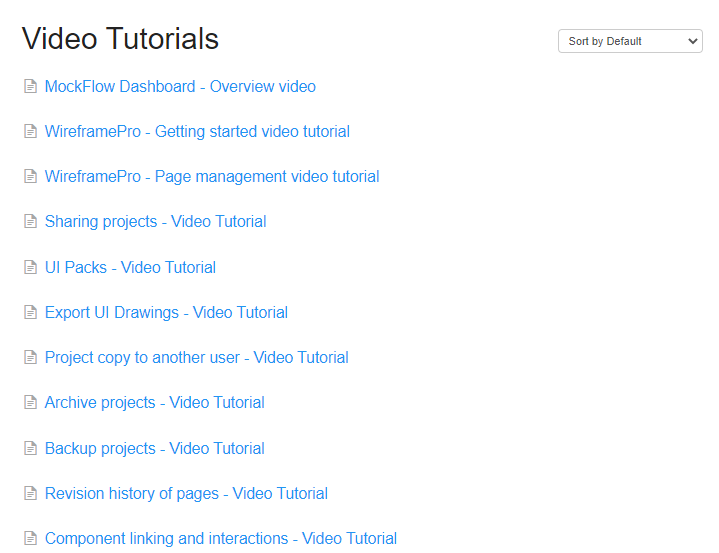 Video Tutorials
Sort by Default
MockFlow Dashboard - Overview video
WireframePro - Getting started video tutorial
WireframePro - Page management video tutorial
Sharing projects - Video Tutorial
UI Packs - Video Tutorial
Export UI Drawings - Video Tutorial
Project copy to another user - Video Tutorial
Archive projects - Video Tutorial
Backup projects - Video Tutorial
Revision history of pages - Video Tutorial
Component linking and interactions - Video Tutorial